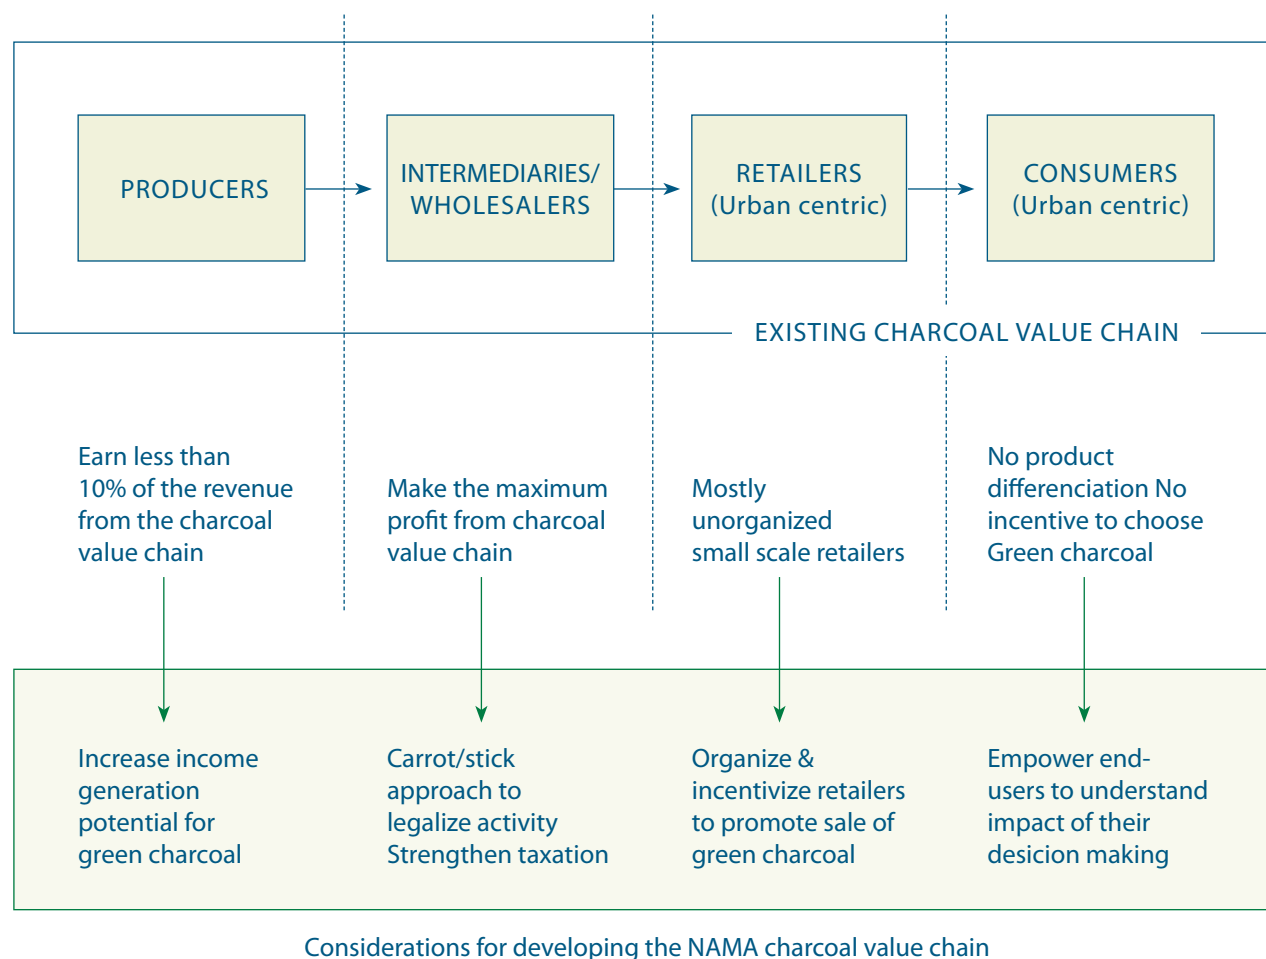 PRODUCERS
INTERMEDIARIES/
WHOLESALERS
RETAILERS
(Urban centric)
CONSUMERS
(Urban centric)
EXISTING CHARCOAL VALUE CHAIN
Earn less than
10% of the revenue
from the charcoal
value chain
Make the maximum
profit from charcoal
value chain
Mostly
unorganized
small scale retailers
No product
differenciation No
incentive to choose
Green charcoal
Increase income
generation
potential for
green charcoal
Carrot/stick
approach to
legalize activity
Strengthen taxation
Organize &
incentivize retailers
to promote sale of
green charcoal
Empower end-
users to understand
impact of their
desicion making
Considerations for developing the NAMA charcoal value chain